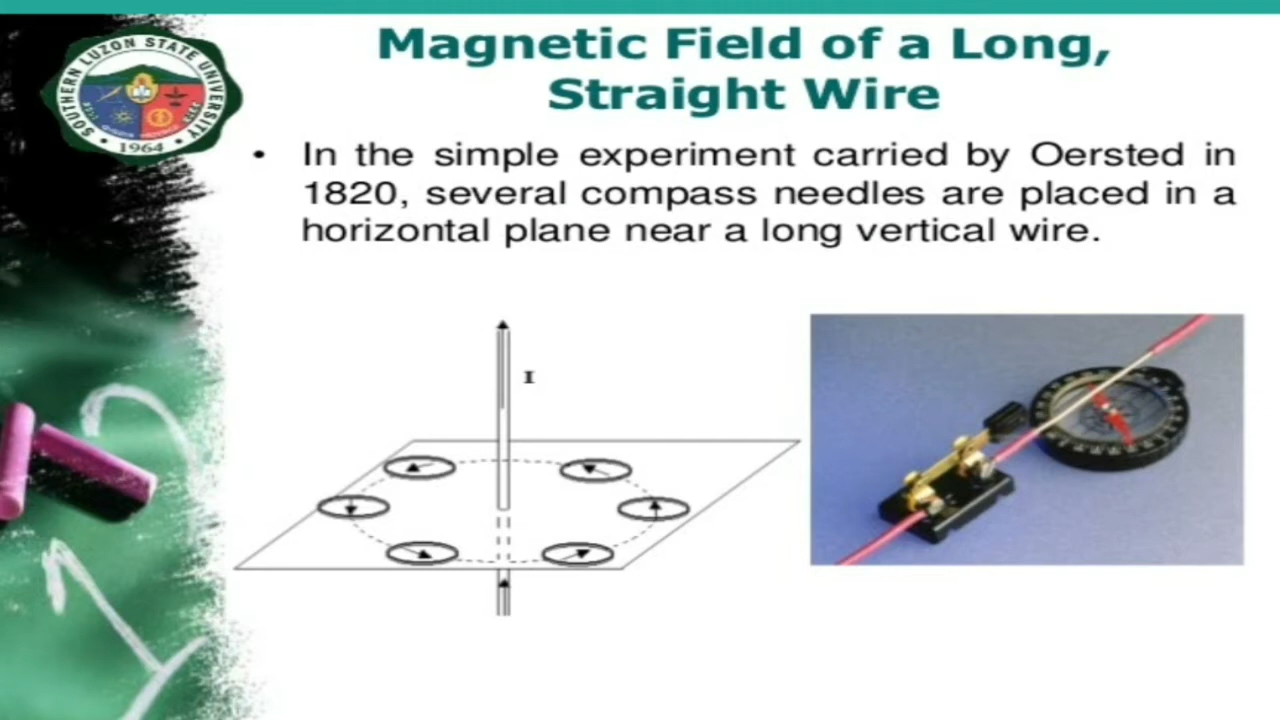 Magnetic Field of a Long,
Straight Wire
SOUTHERN LUZON STATE UNIVERSITY
1964
• In the simple experiment carried by Oersted in
1820, several compass needles are placed in a
horizontal plane near a long vertical wire.
I